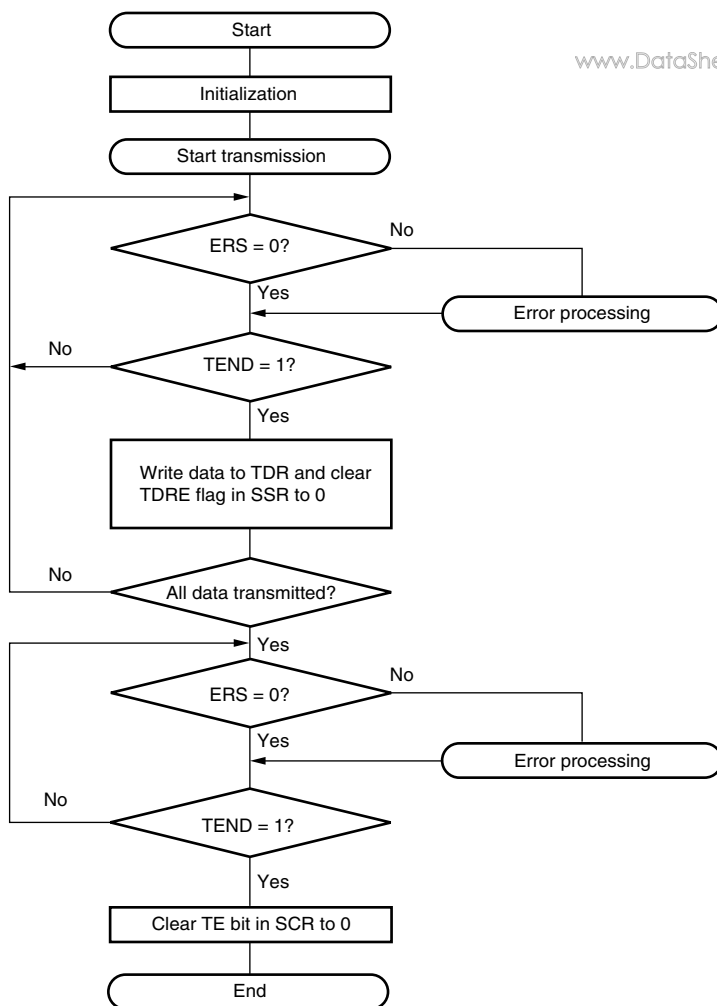 Start
www.DataShe
Initialization
Start transmission
ERS = 0?
No
Yes
Error processing
No
TEND = 1?
Yes
Write data to TDR and clear
TDRE flag in SSR to 0
No
All data transmitted?
Yes
ERS = 0?
No
Yes
Error processing
No
TEND = 1?
Yes
Clear TE bit in SCR to 0
End